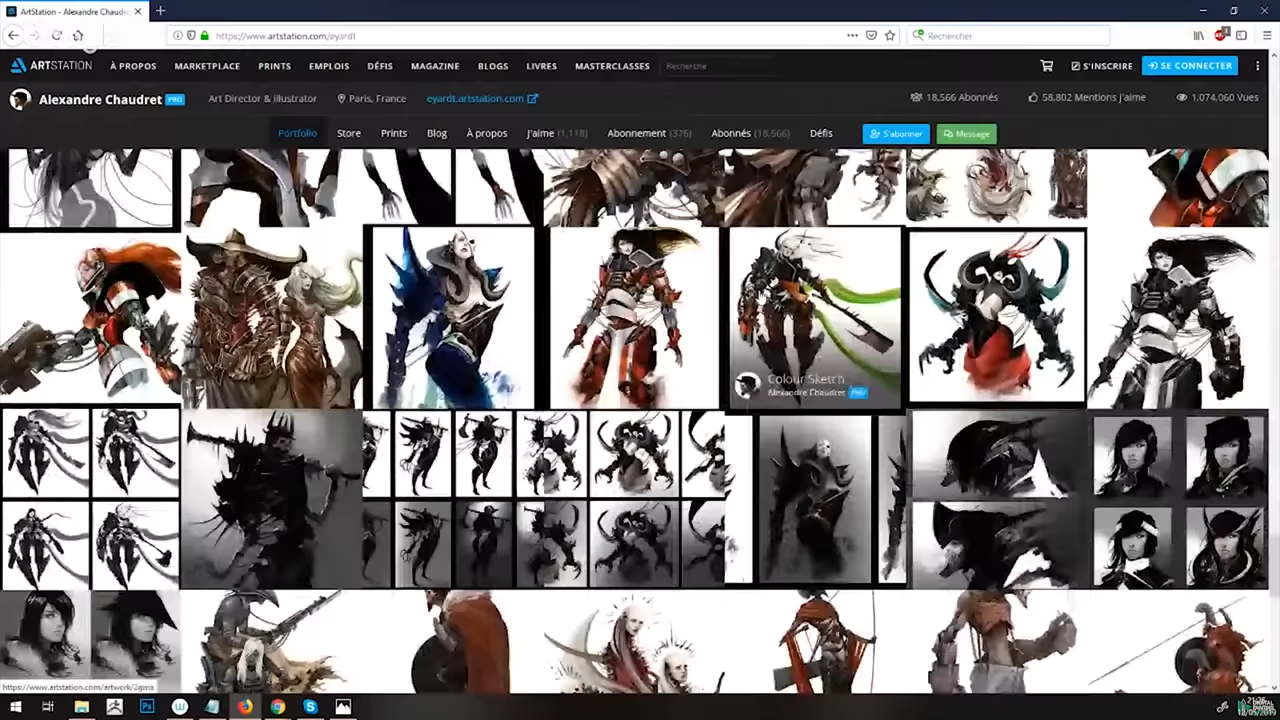 ArtStation - Alexandre Chaudre
https://www.artstation.com/eyardt
Rechercher
ARTSTATION
À PROPOS
MARKETPLACE
PRINTS
EMPLOIS
DÉFIS
MAGAZINE
BLOGS
LIVRES
MASTERCLASSES
Recherche
S'INSCRIRE
SE CONNECTER
Alexandre Chaudret PRO
Art Director & illustrator
Paris, France
eyardt.artstation.com
18,566 Abonnés
58,802 Mentions j'aime
1,074,060 Vues
Portfolio
Store
Prints
Blog
À propos
J'aime (1,118)
Abonnement (376)
Abonnés (18,566)
Défis
S'abonner
Message
Colour Sketch
Alexandre Chaudret PRO
https://www.artstation.com/artwork/
DIGITAL